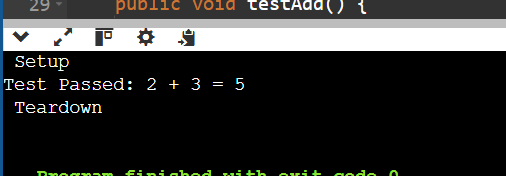 29 public void testAdd() {
Setup
Test Passed: 2 + 3 = 5
Teardown
Program finished with exit code 0